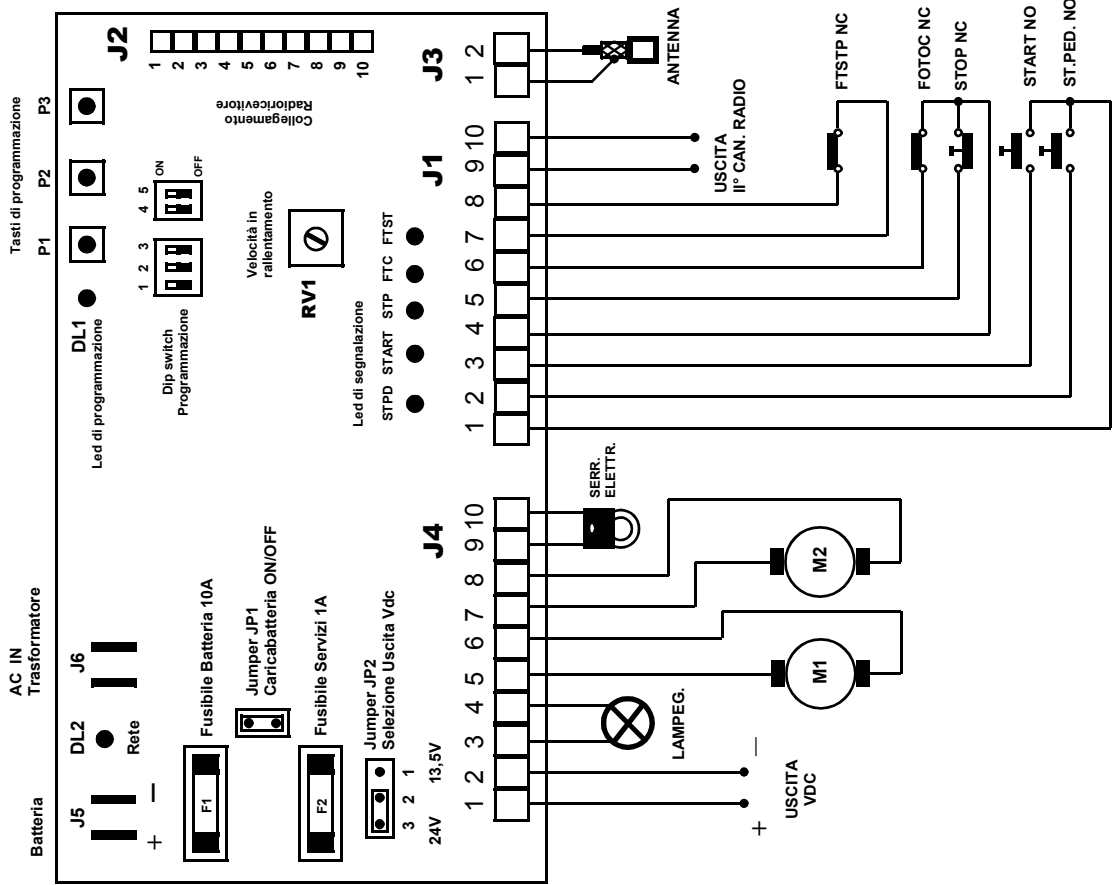 Batteria
AC IN
Trasformatore
Tasti di programmazione
J5
DL2
J6
P1
P2
P3
+
—
Rete
DL1
Led di programmazione
J2
1
2
3
4
5
6
7
8
9
10
1 2 3
4 5
ON
OFF
Dip switch
Programmazione
Collegamento
Radioricevitore
F1
Fusibile Batteria 10A
Jumper JP1
Caricabatteria ON/OFF
Velocità in
rallentamento
RV1
F2
Fusibile Servizi 1A
Jumper JP2
Selezione Uscita Vdc
3 2 1
24V
13,5V
Led di segnalazione
STPD START STP FTC FTST
J4
J1
J3
1 2 3 4 5 6 7 8 9 10
1 2 3 4 5 6 7 8 9 10
1 2
SERR.
ELETTR.
ANTENNA
LAMPEG.
+
—
USCITA
VDC
M1
M2
USCITA
II° CAN. RADIO
FTSTP NC
FOTOC NC
STOP NC
START NO
ST.PED. NO